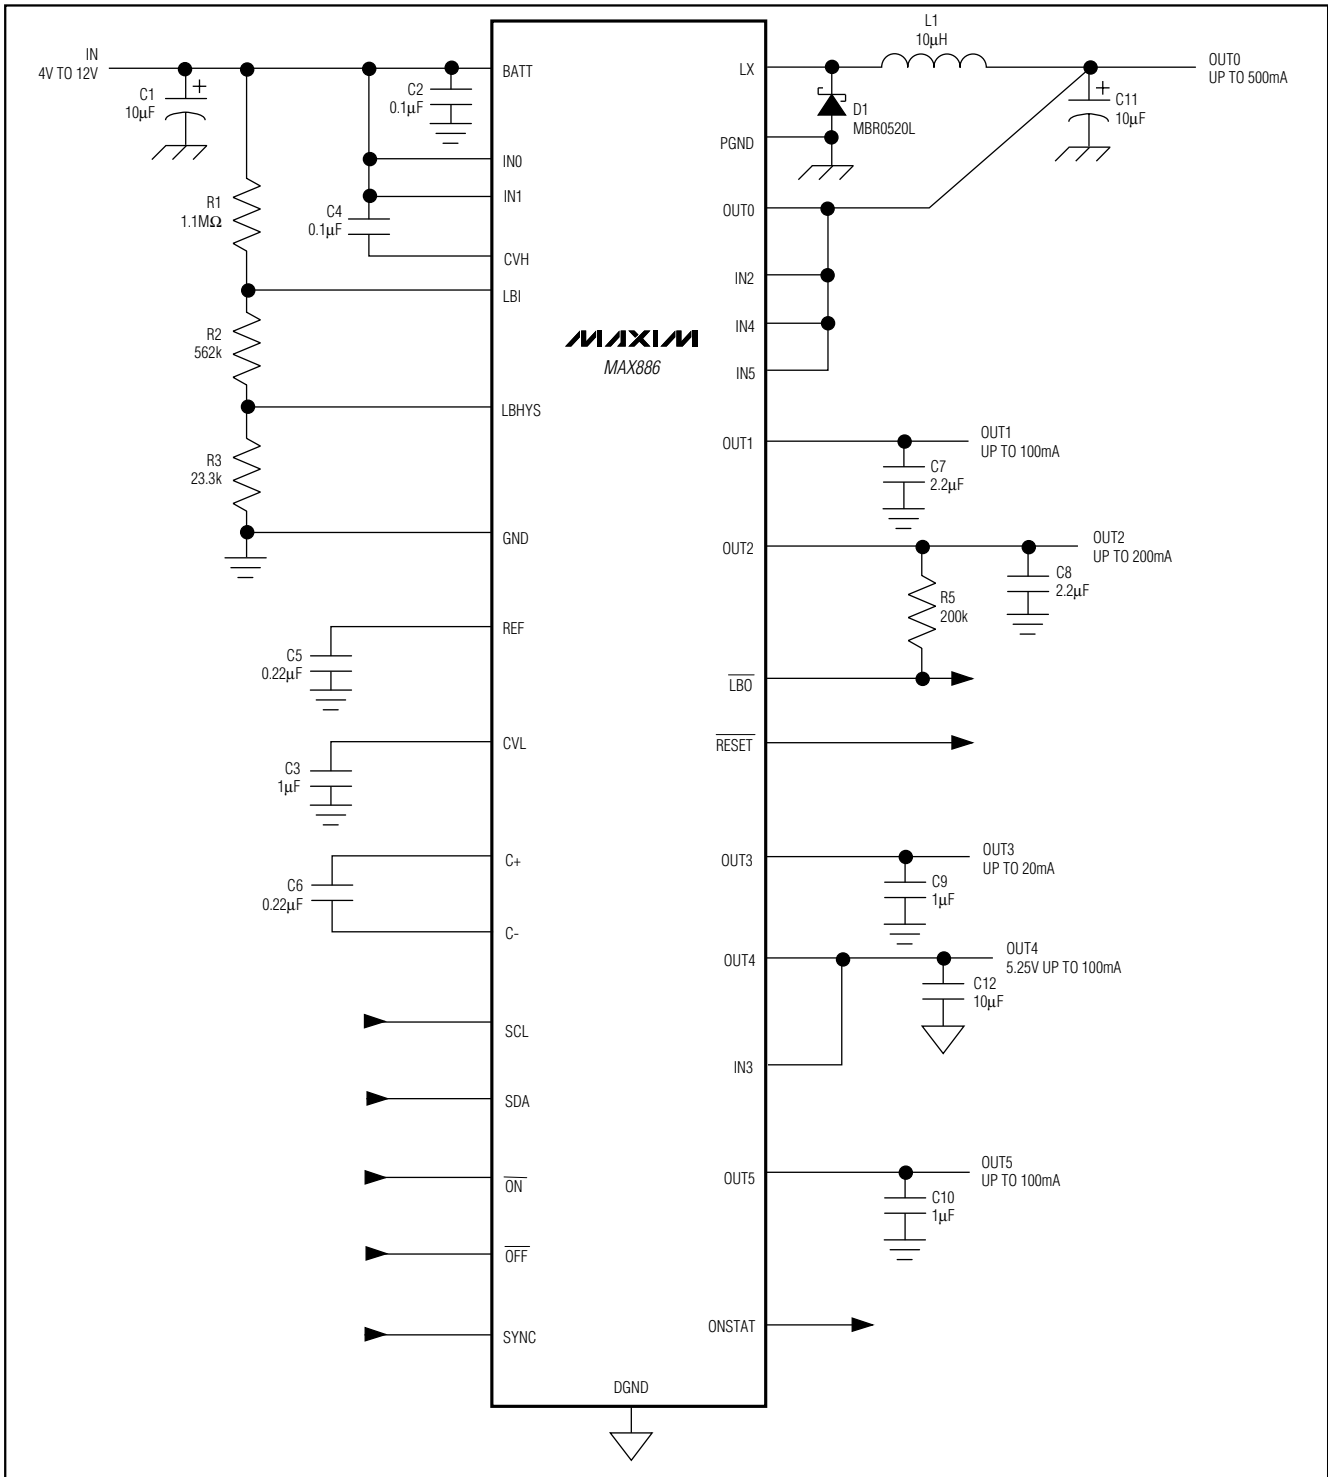 IN
4V TO 12V
C1
10µF
+
C2
0.1µF
R1
1.1MΩ
C4
0.1µF
R2
562k
R3
23.3k
C5
0.22µF
C3
1µF
C6
0.22µF
BATT
IN0
IN1
CVH
LBI
LBHYS
GND
REF
CVL
C+
C-
SCL
SDA
ON
OFF
SYNC
MAXIM
MAX886
DGND
LX
PGND
OUT0
IN2
IN4
IN5
OUT1
OUT2
LBO
RESET
OUT3
OUT4
IN3
OUT5
ONSTAT
L1
10µH
D1
MBR0520L
+
C11
10µF
OUT0
UP TO 500mA
C7
2.2µF
OUT1
UP TO 100mA
R5
200k
C8
2.2µF
OUT2
UP TO 200mA
C9
1µF
OUT3
UP TO 20mA
C12
10µF
OUT4
5.25V UP TO 100mA
C10
1µF
OUT5
UP TO 100mA